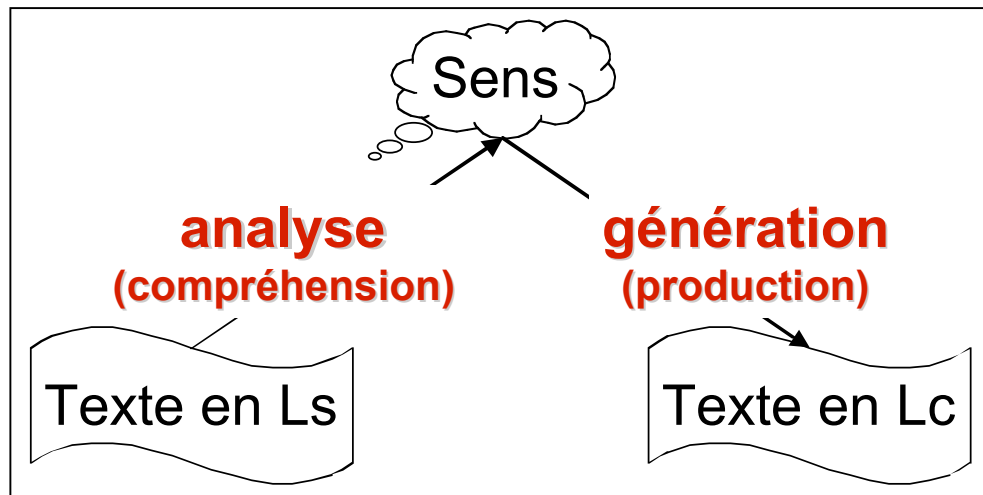 Sens
analyse
(compréhension)
génération
(production)
Texte en Ls
Texte en Lc